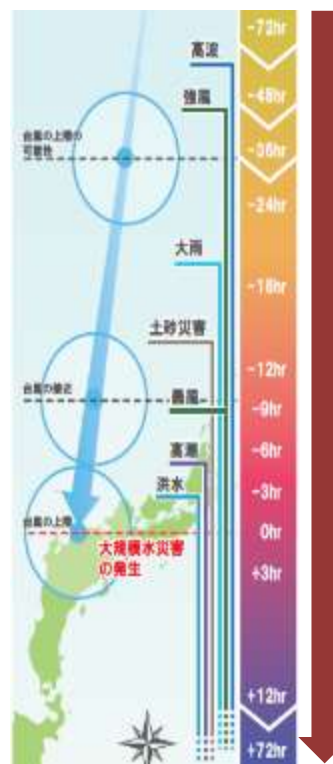 -72hr
高波
-48hr
強風
台風の上陸の
可能性
-36hr
-24hr
大雨
-18hr
土砂災害
-12hr
台風の接近
暴風
-9hr
高潮
-6hr
洪水
-3hr
台風の上陸
0hr
大規模水災害
の発生
+3hr
+12hr
+72hr